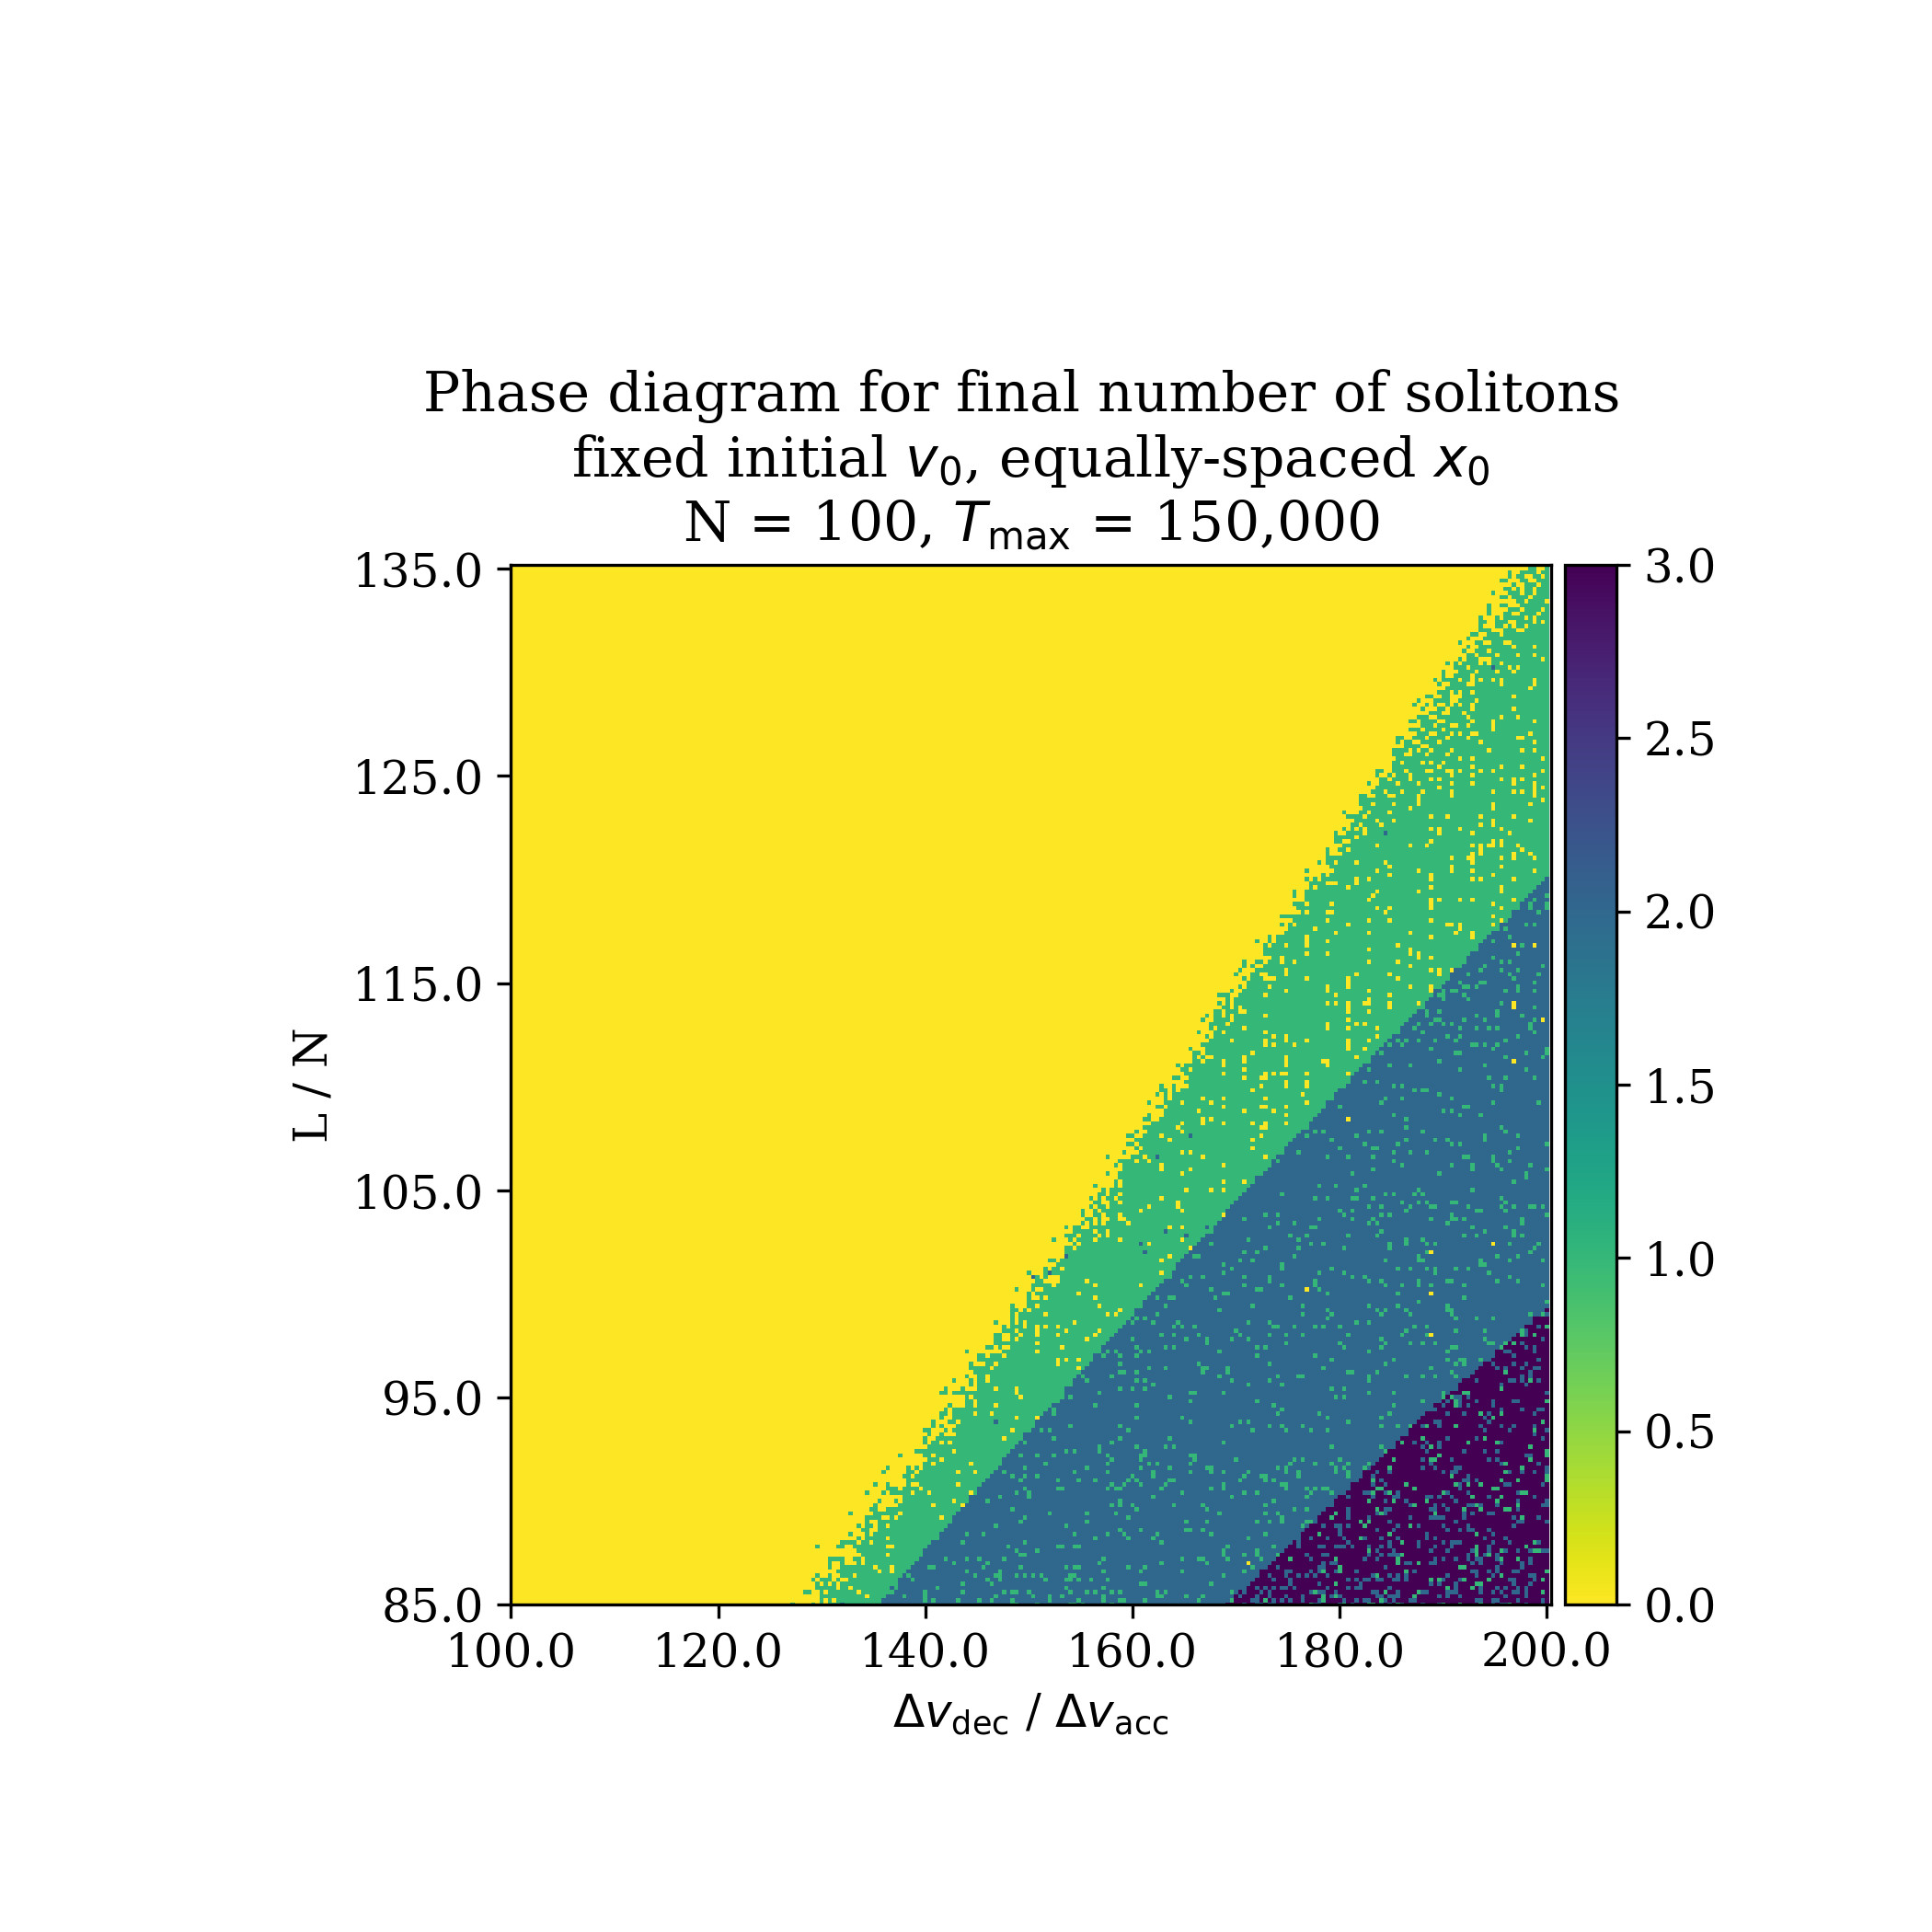 Phase diagram for final number of solitons
fixed initial v₀, equally-spaced x₀
N = 100, Tmax = 150,000
135.0
125.0
115.0
105.0
95.0
85.0
L / N
100.0 120.0 140.0 160.0 180.0 200.0
Δvdec / Δvacc
3.0
2.5
2.0
1.5
1.0
0.5
0.0